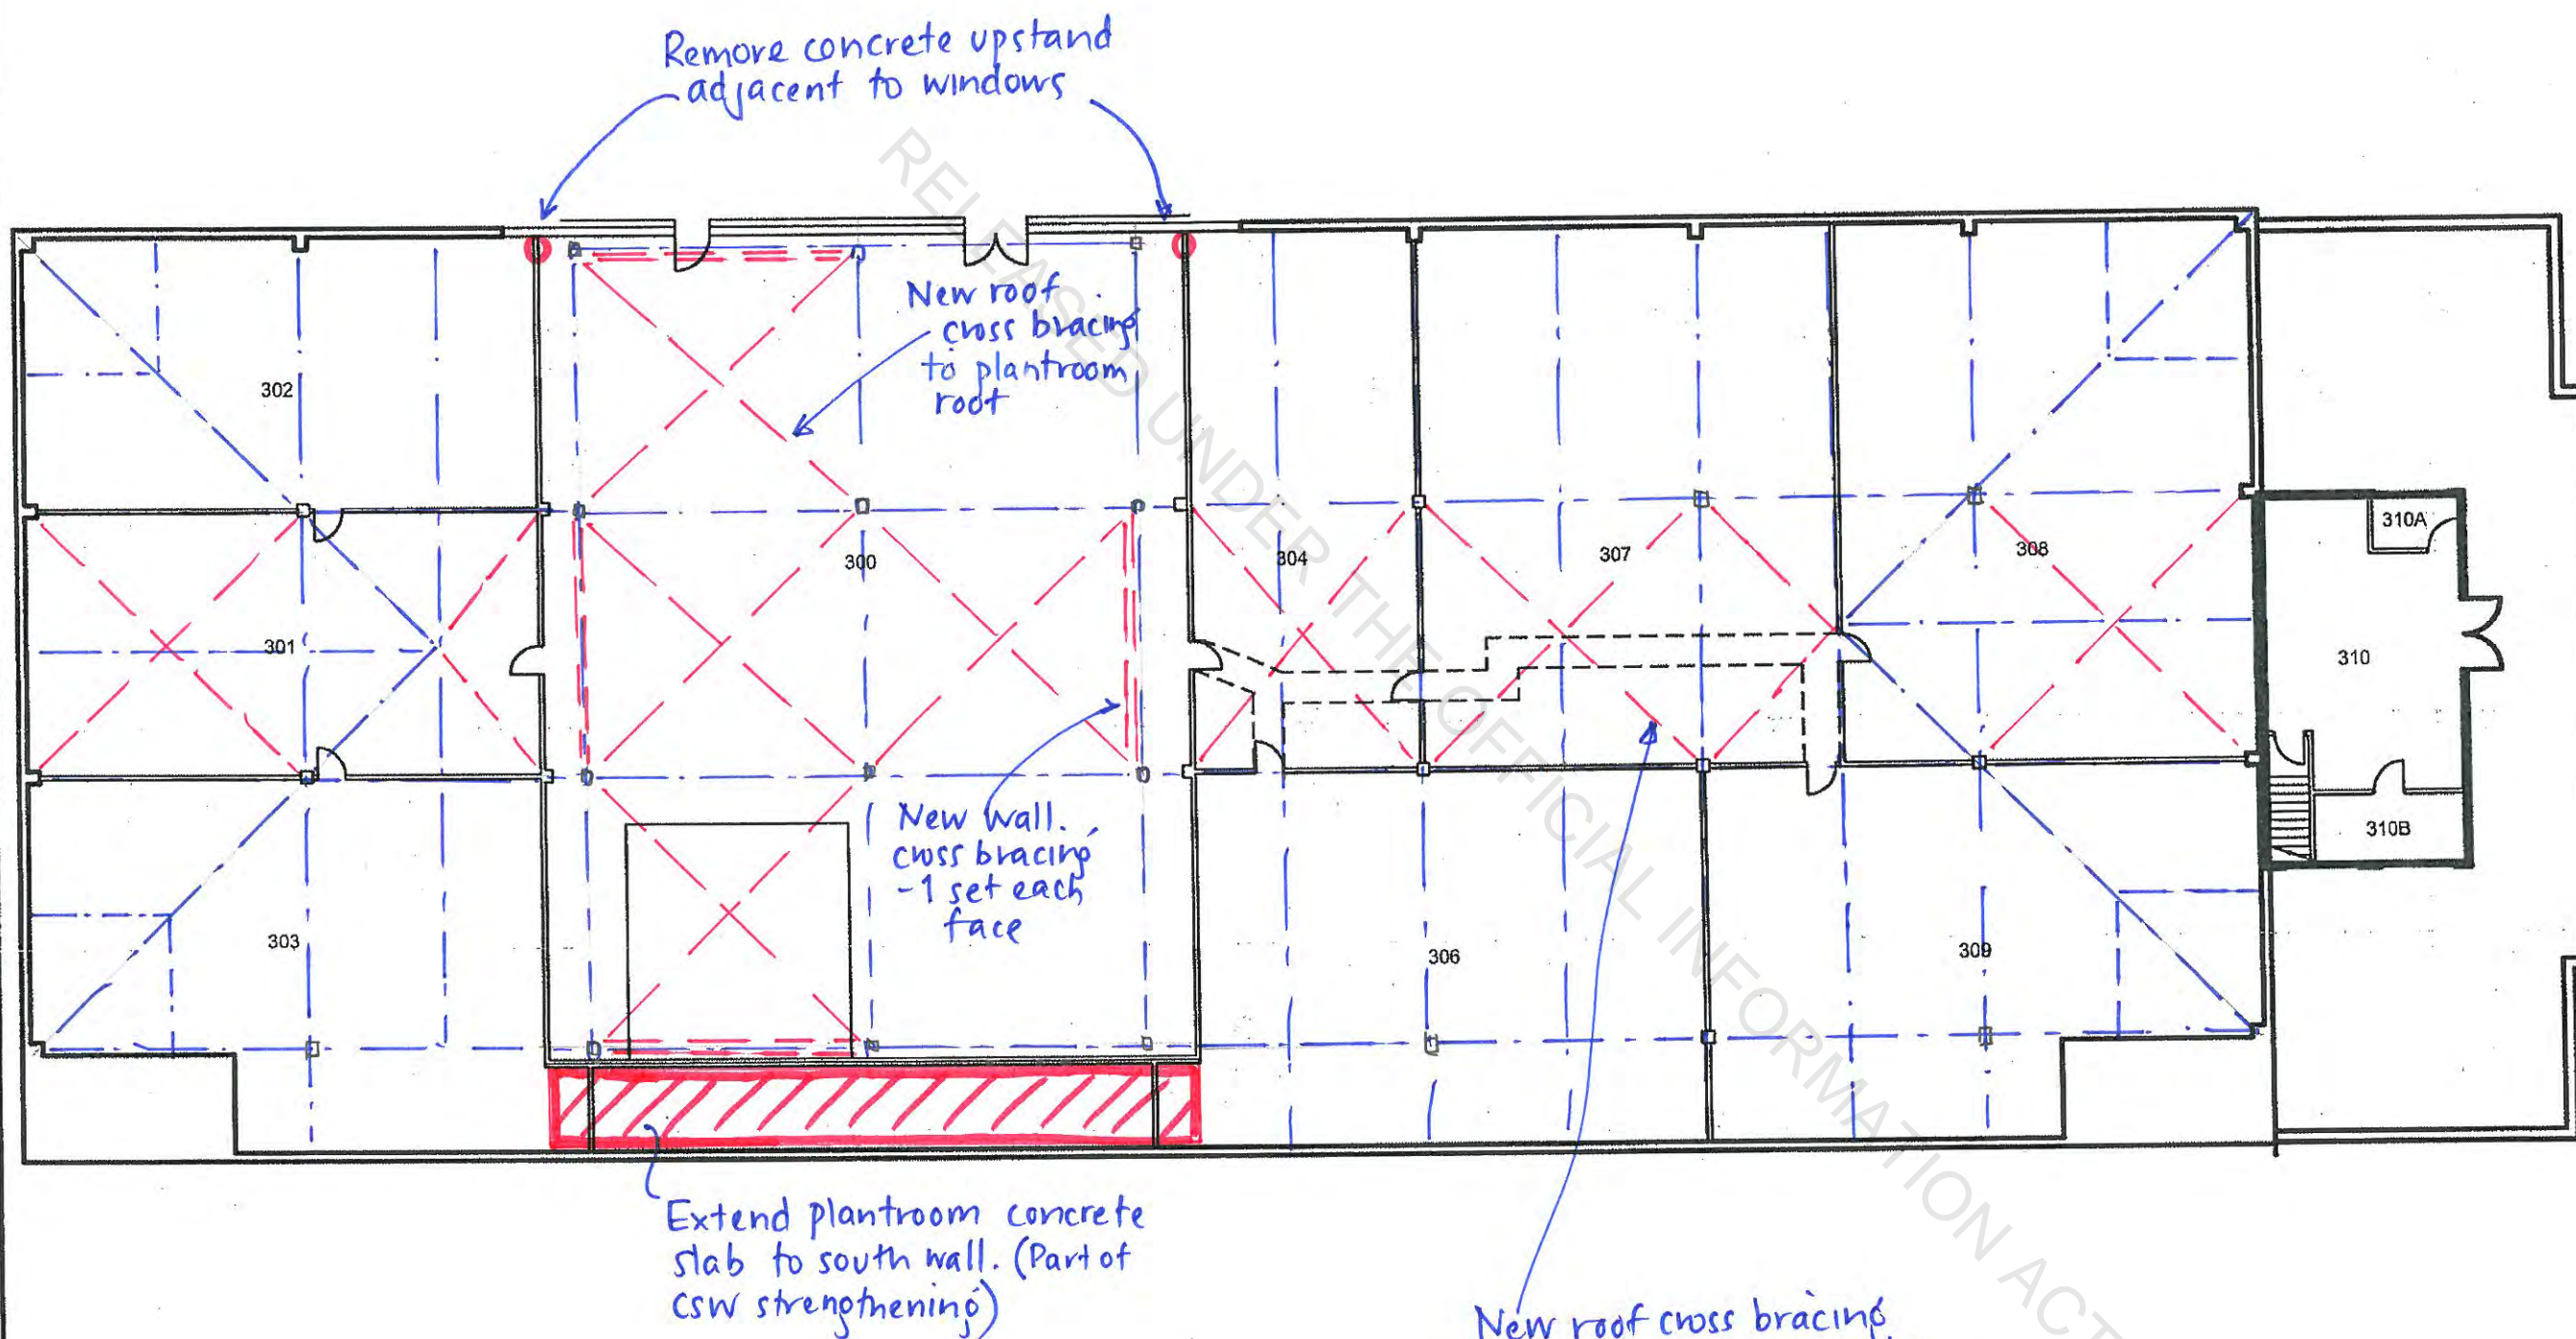 Remove concrete upstand
adjacent to windows
RELEASED UNDER THE OFFICIAL INFORMATION ACT
New roof
cross bracing
to plantroom
roof
302
300
304
307
308
310A
301
310
New wall.
cross bracing
-1 set each
face
310B
303
306
309
Extend plantroom concrete
slab to south wall. (Part of
CSW strengthening)
New roof cross bracing